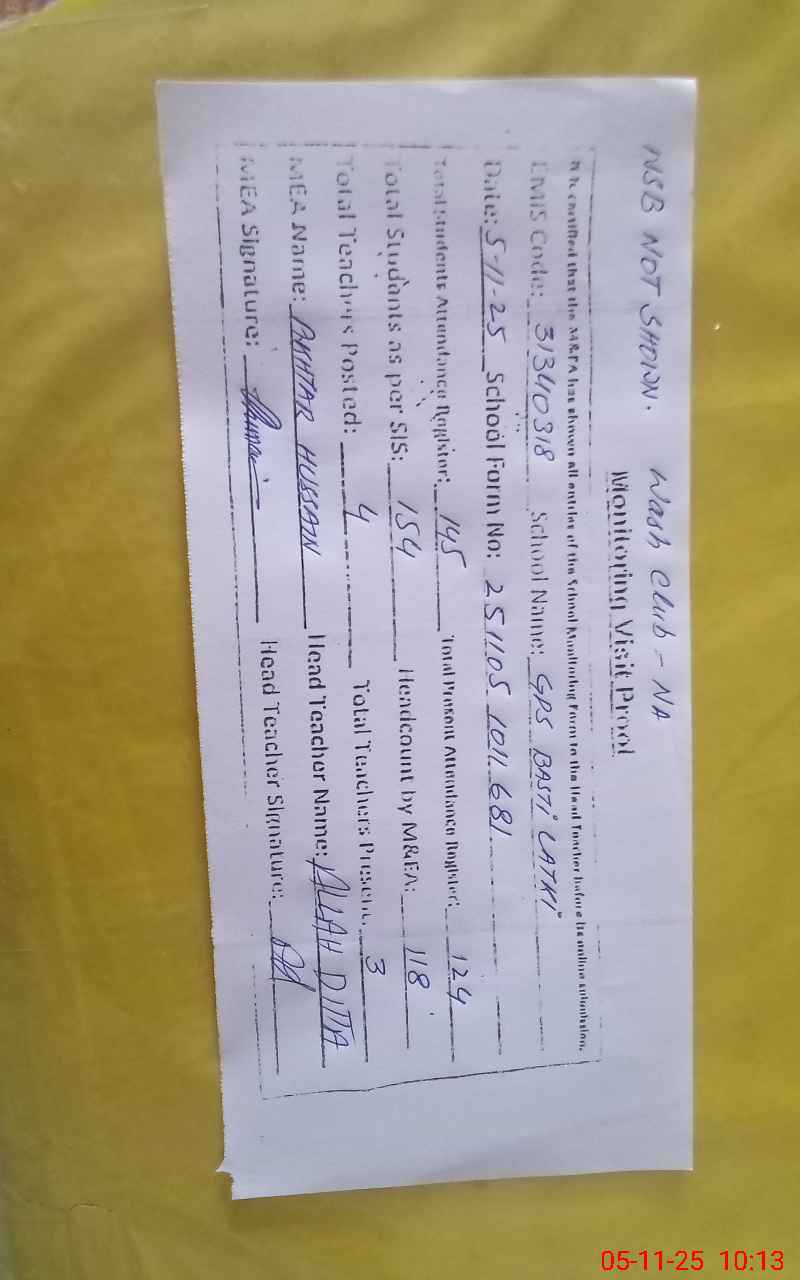 NSB NOT SHOWN. Wash Club - NA
Monitoring Visit Proof
It is certified that the M&EA has shown all entries of the School Monitoring Form to the Head Teacher before its online submission.
EMIS Code: 31340318 School Name: GPS BASTI LATKI
Date: 5-11-25 School Form No: 251105 1011 681
Total Students Attendance Register: 145 Total Present Attendance Register: 124
Total Students as per SIS: 154 Headcount by M&EA: 118
Total Teachers Posted: 4 Total Teachers Present: 3
MEA Name: AKHTAR HUSSAIN Head Teacher Name: ALLAH DITTA
MEA Signature: Head Teacher Signature:
05-11-25 10:13